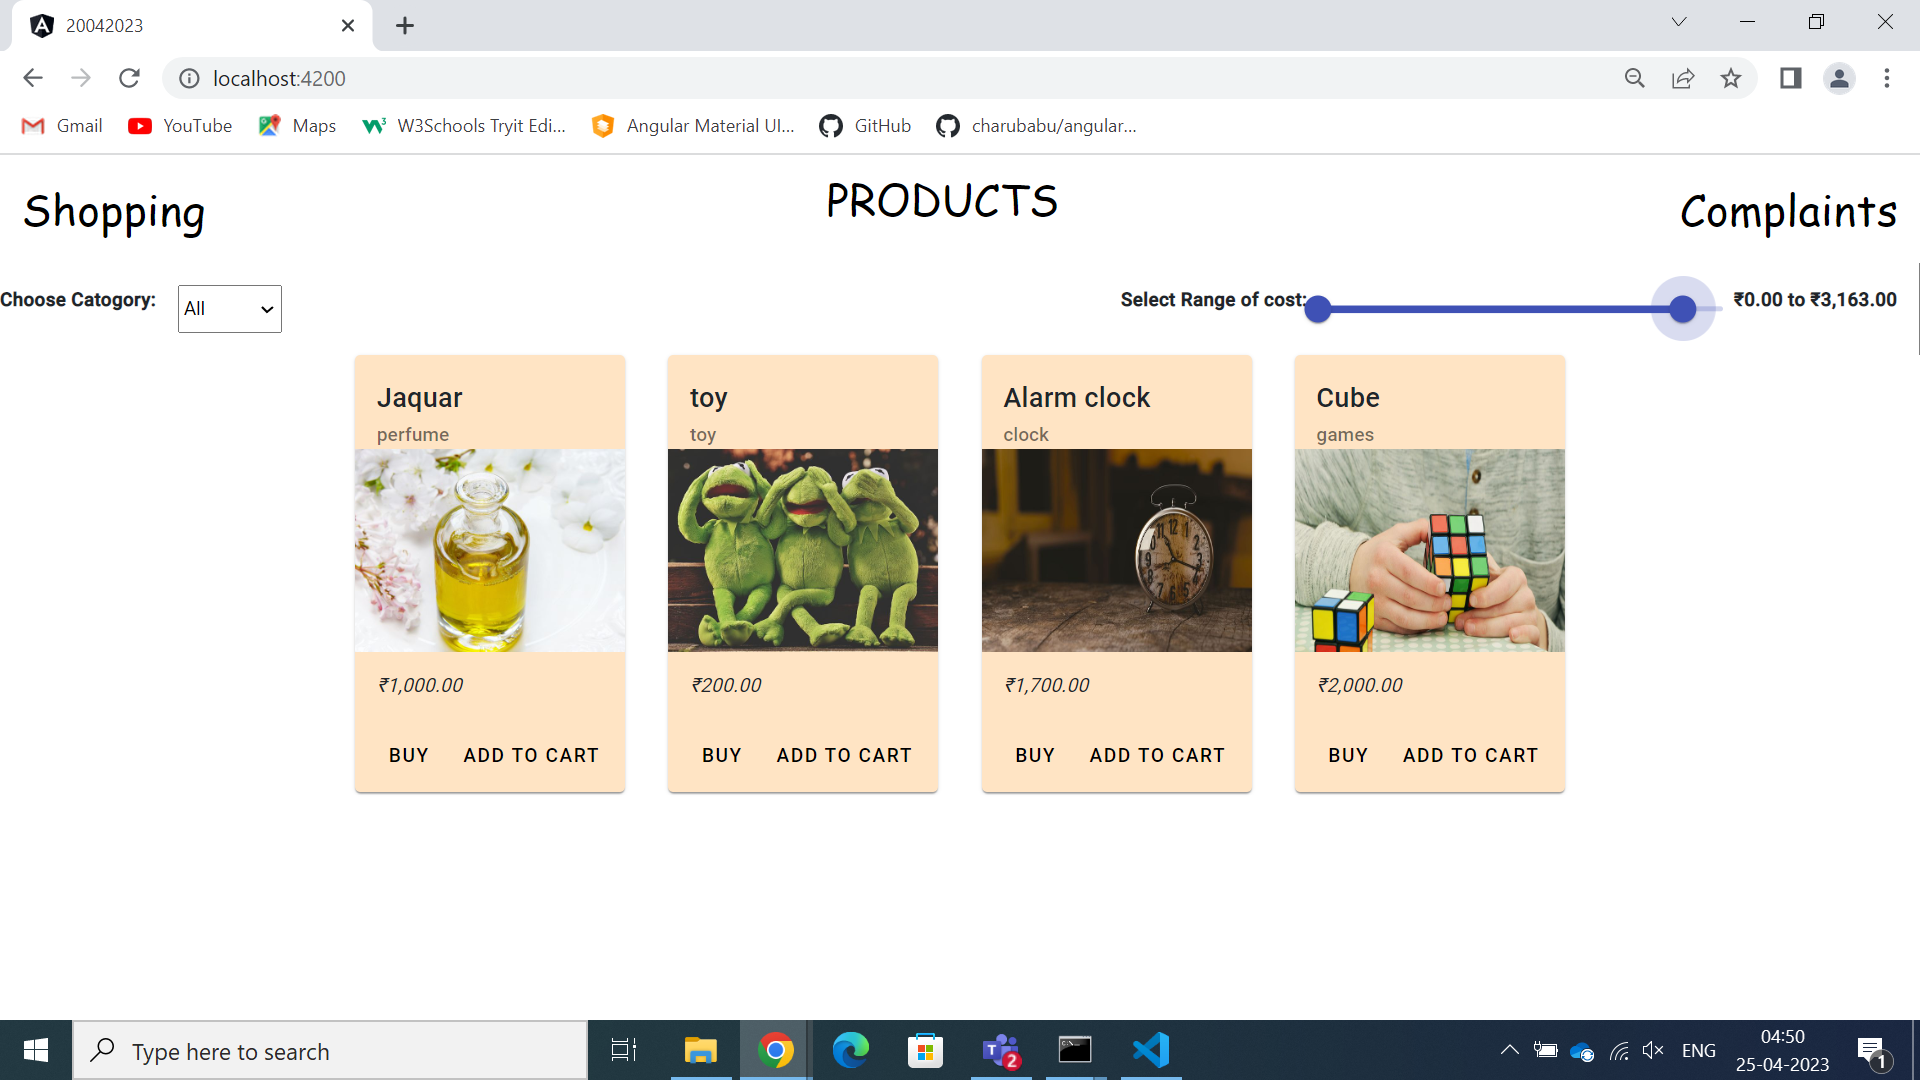 20042023
localhost:4200
Gmail YouTube Maps W3Schools Tryit Edi... Angular Material UI... GitHub charubabu/angular...
Shopping PRODUCTS Complaints
Choose Catogory: All Select Range of cost: ₹0.00 to ₹3,163.00
Jaquar
perfume
₹1,000.00
BUY ADD TO CART
toy
toy
₹200.00
BUY ADD TO CART
Alarm clock
clock
₹1,700.00
BUY ADD TO CART
Cube
games
₹2,000.00
BUY ADD TO CART
Type here to search
2
ENG
04:50
25-04-2023
1